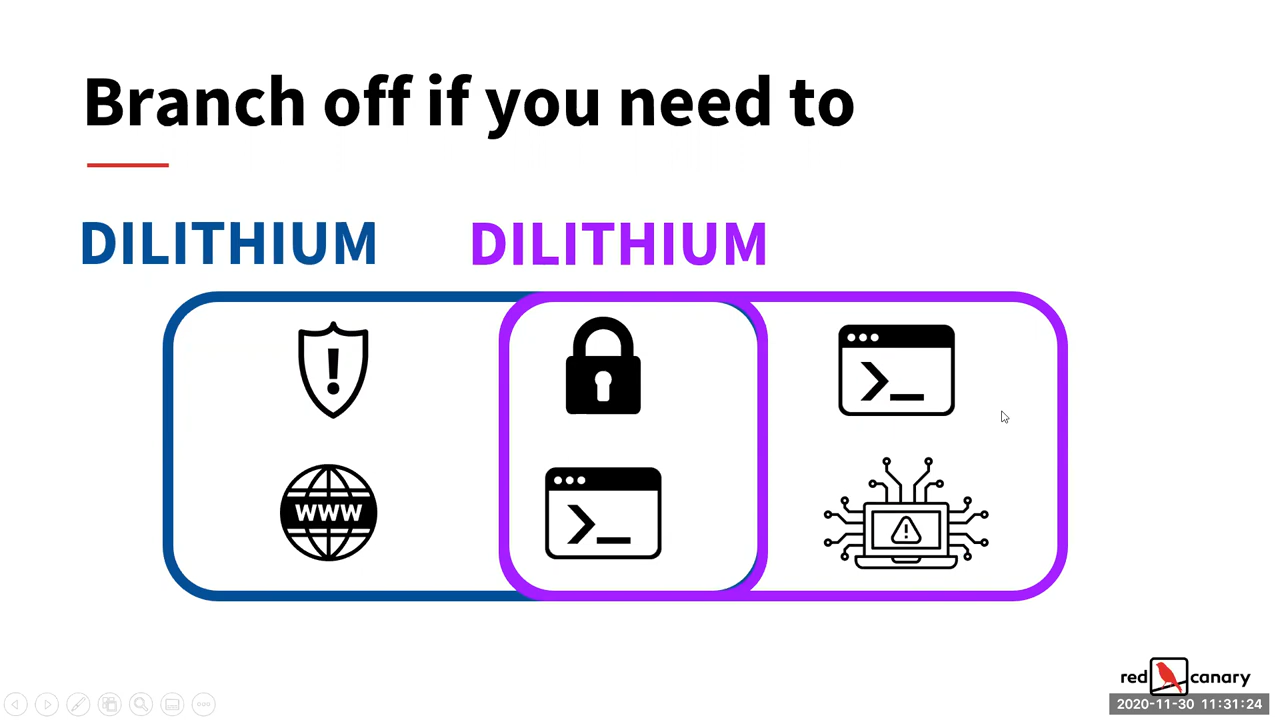 Branch off if you need to
DILITHIUM DILITHIUM
WWW
red canary
2020-11-30 11:31:24